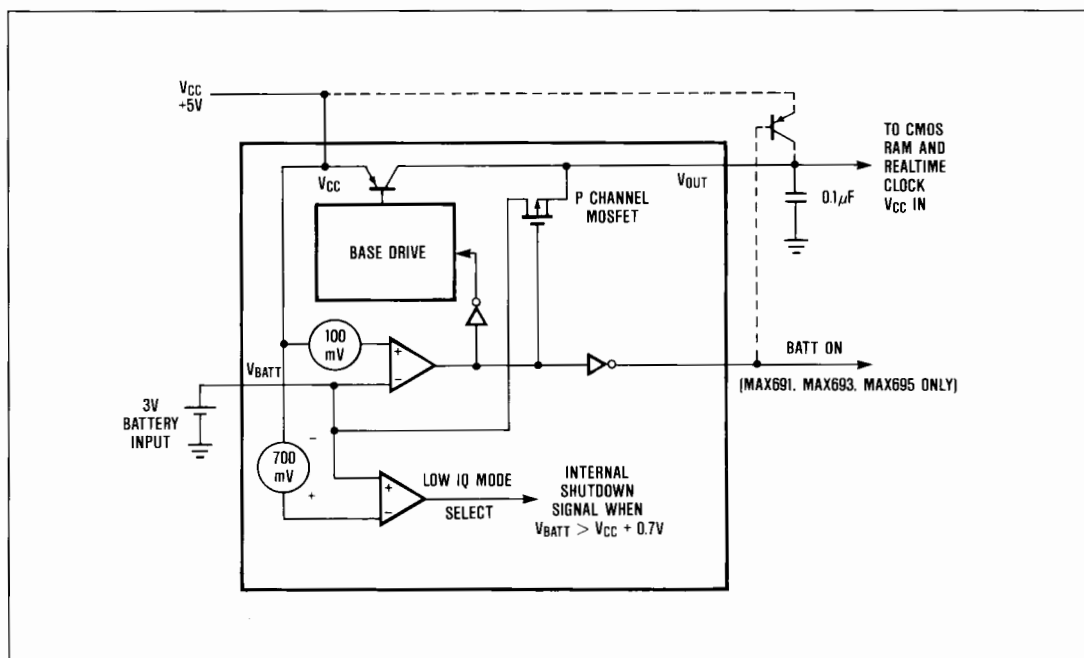 VCC
+5V
TO CMOS
RAM AND
REALTIME
CLOCK
VCC IN
VCC
VOUT
P CHANNEL
MOSFET
0.1µF
BASE DRIVE
100
mV
+
−
VBATT
BATT ON
(MAX691, MAX693, MAX695 ONLY)
3V
BATTERY
INPUT
−
700
mV
+
+
−
LOW IQ MODE
SELECT
INTERNAL
SHUTDOWN
SIGNAL WHEN
VBATT > VCC + 0.7V